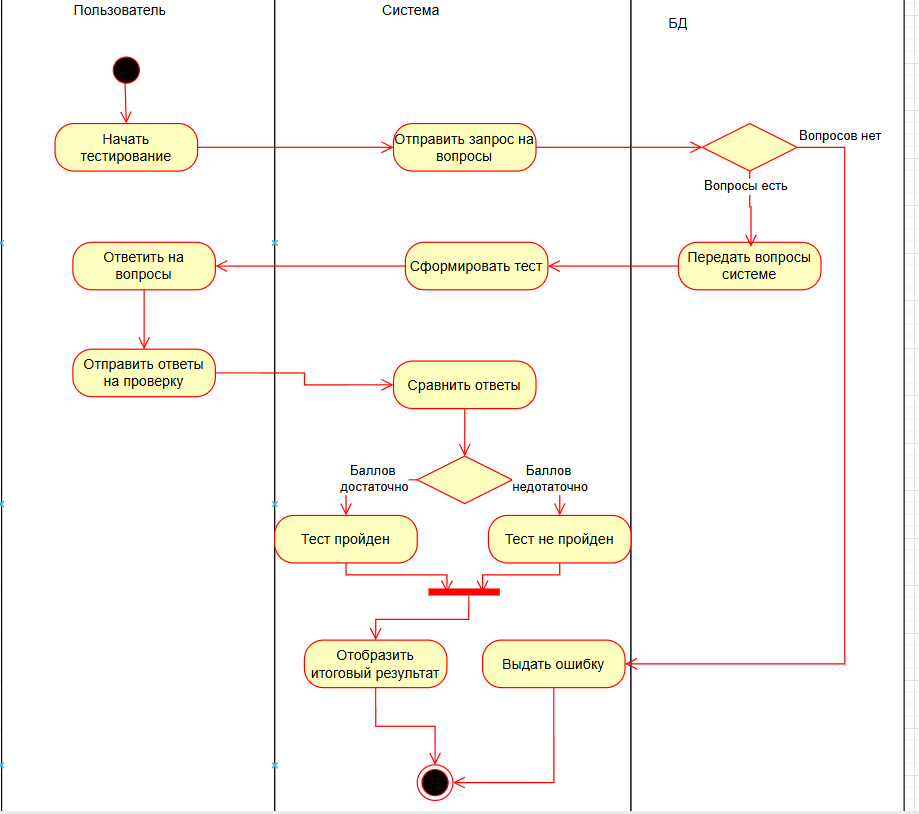 Пользователь
Система
БД
Начать
тестирование
Отправить запрос на
вопросы
Вопросов нет
Вопросы есть
Ответить на
вопросы
Сформировать тест
Передать вопросы
системе
Отправить ответы
на проверку
Сравнить ответы
Баллов
достаточно
Баллов
недотаточно
Тест пройден
Тест не пройден
Отобразить
итоговый результат
Выдать ошибку